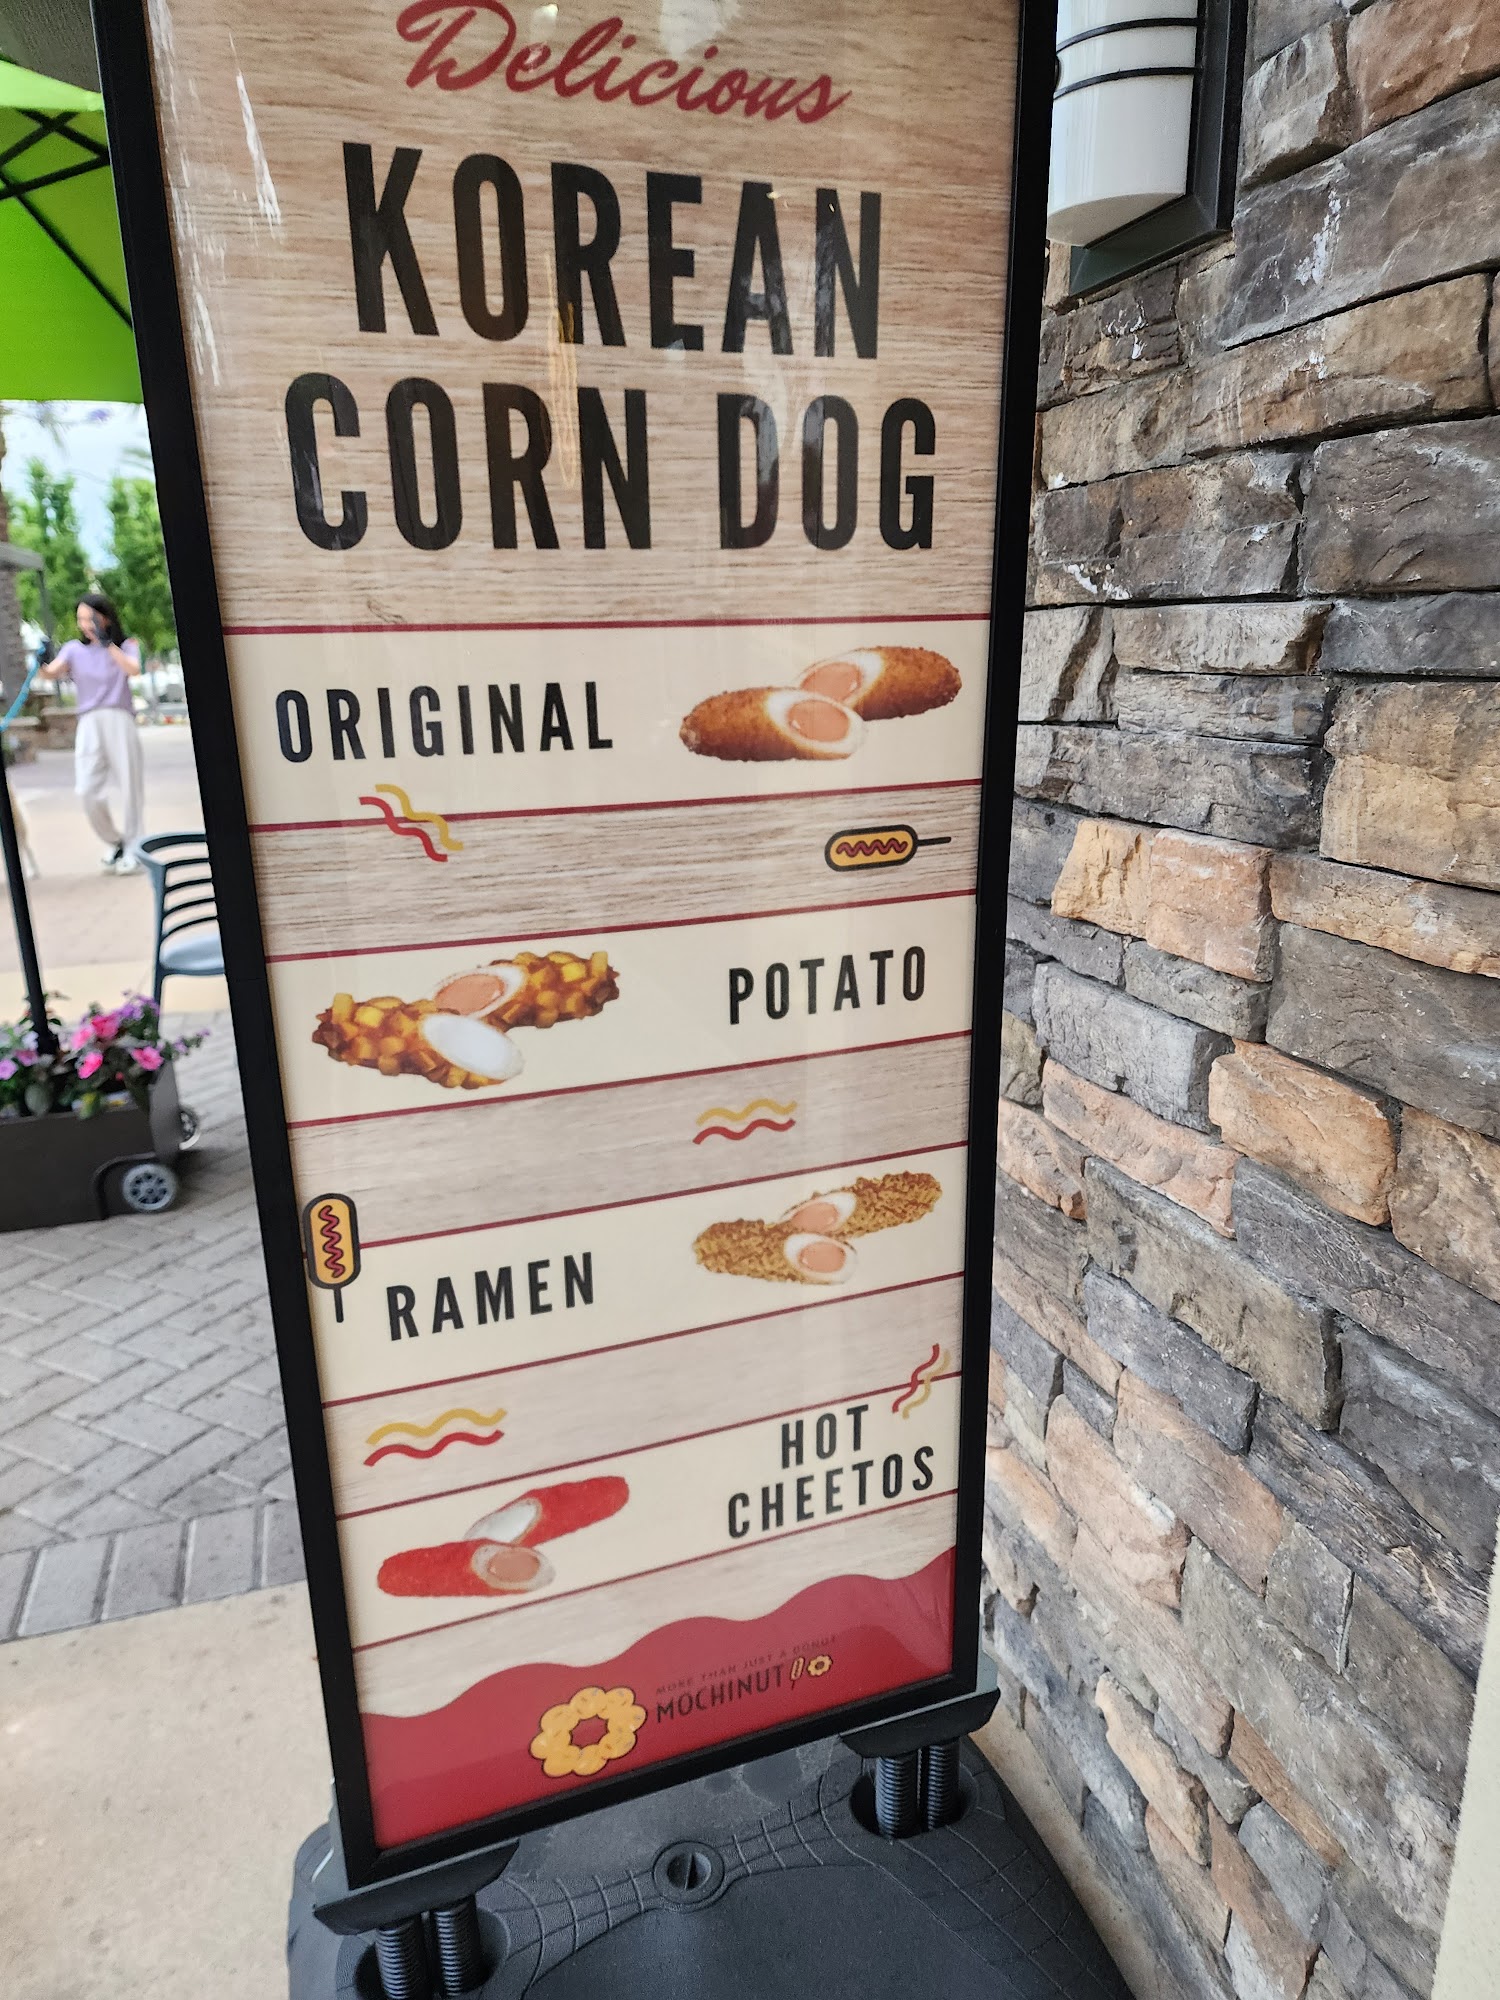 Delicious
KOREAN
CORN DOG
ORIGINAL
POTATO
RAMEN
HOT
CHEETOS
MORE THAN JUST A DONUT
MOCHINUT